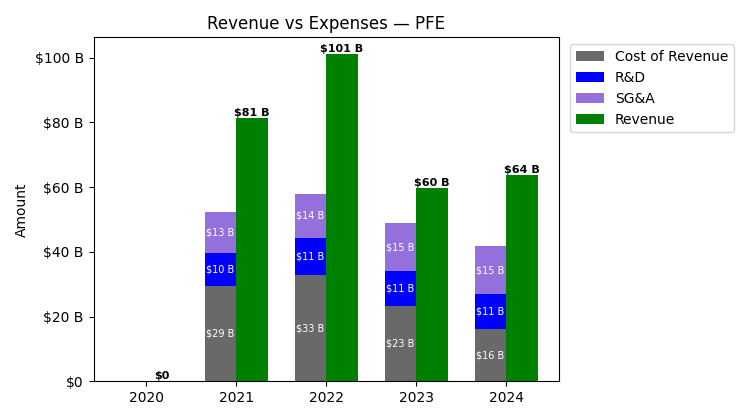 Revenue vs Expenses — PFE
Amount
$100 B
$80 B
$60 B
$40 B
$20 B
$0
2020
2021
2022
2023
2024
$0
$81 B
$13 B
$10 B
$29 B
$101 B
$14 B
$11 B
$33 B
$60 B
$15 B
$11 B
$23 B
$64 B
$15 B
$11 B
$16 B
Cost of Revenue
R&D
SG&A
Revenue